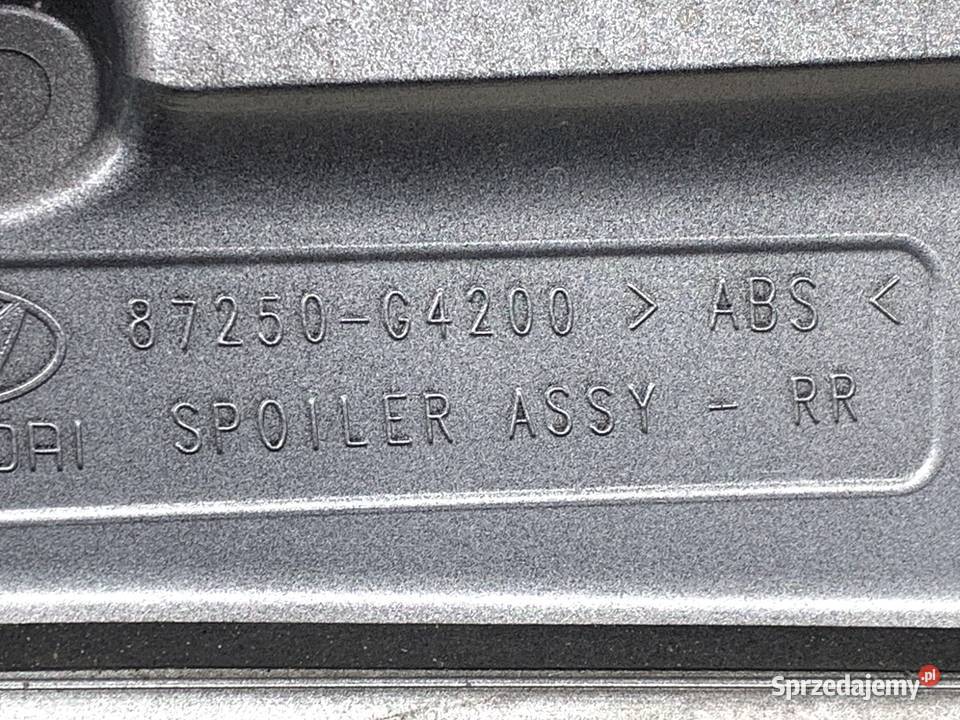 87250-G4200 > ABS <
SPOILER ASSY - RR
Sprzedajemy.pl